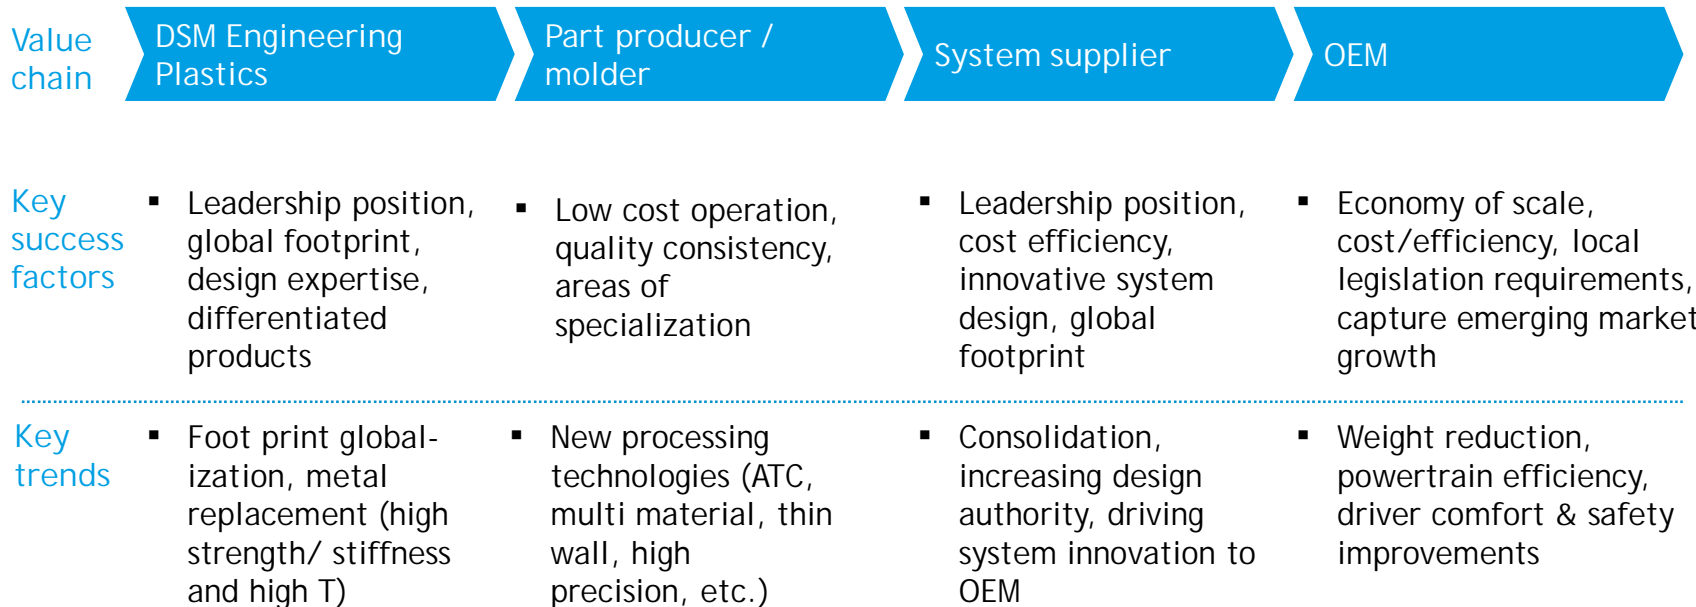 Value
chain
DSM Engineering
Plastics
Part producer /
molder
System supplier
OEM
Key
success
factors
▪ Leadership position,
global footprint,
design expertise,
differentiated
products
▪ Low cost operation,
quality consistency,
areas of
specialization
▪ Leadership position,
cost efficiency,
innovative system
design, global
footprint
▪ Economy of scale,
cost/efficiency, local
legislation requirements,
capture emerging market
growth
Key
trends
▪ Foot print global-
ization, metal
replacement (high
strength/ stiffness
and high T)
▪ New processing
technologies (ATC,
multi material, thin
wall, high
precision, etc.)
▪ Consolidation,
increasing design
authority, driving
system innovation to
OEM
▪ Weight reduction,
powertrain efficiency,
driver comfort & safety
improvements